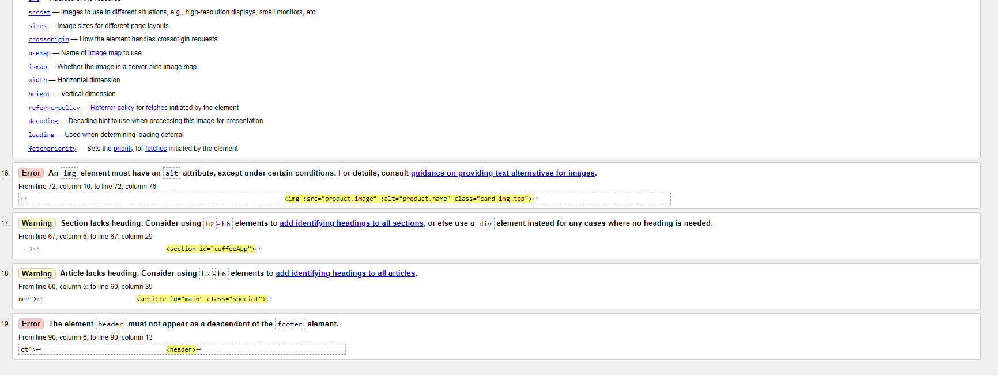 srcset — Images to use in different situations, e.g., high-resolution displays, small monitors, etc.
sizes — Image sizes for different page layouts
crossorigin — How the element handles crossorigin requests
usemap — Name of image map to use
ismap — Whether the image is a server-side image map
width — Horizontal dimension
height — Vertical dimension
referrerpolicy — Referrer policy for fetches initiated by the element
decoding — Decoding hint to use when processing this image for presentation
loading — Used when determining loading deferral
fetchpriority — Sets the priority for fetches initiated by the element
16. Error An img element must have an alt attribute, except under certain conditions. For details, consult guidance on providing text alternatives for images.
From line 72, column 10; to line 72, column 76
↩ <img :src="product.image" :alt="product.name" class="card-img-top">↩
17. Warning Section lacks heading. Consider using h2-h6 elements to add identifying headings to all sections, or else use a div element instead for any cases where no heading is needed.
From line 67, column 6; to line 67, column 29
-->↩ <section id="coffeeApp">↩
18. Warning Article lacks heading. Consider using h2-h6 elements to add identifying headings to all articles.
From line 60, column 5; to line 60, column 39
ner">↩ <article id="main" class="special">↩
19. Error The element header must not appear as a descendant of the footer element.
From line 90, column 6; to line 90, column 13
ct">↩ <header>↩